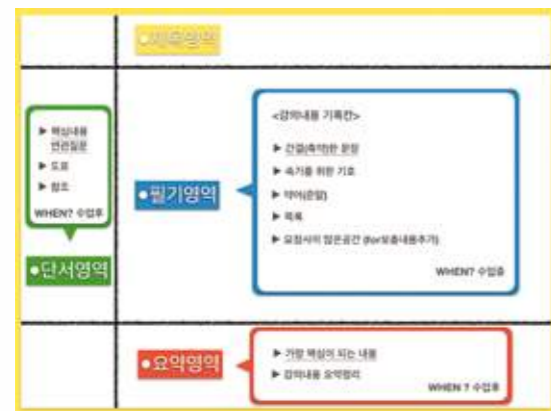 •제목영역
▶ 핵심내용
연관질문
▶ 도표
▶ 참조
WHEN? 수업후
•단서영역
•필기영역
<강의내용 기록칸>
▶ 간결(축약)한 문장
▶ 속기를 위한 기호
▶ 약어(준말)
▶ 목록
▶ 요점사이 많은공간 (for보충내용추가)
WHEN? 수업중
•요약영역
▶ 가장 핵심이 되는 내용
▶ 강의내용 요약정리
WHEN ? 수업후